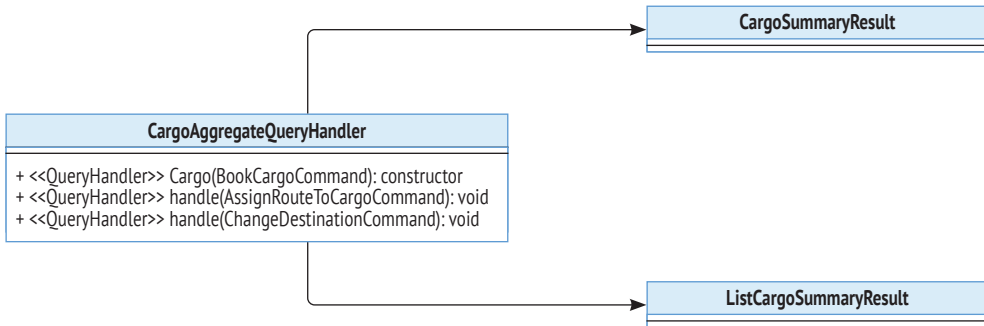 CargoSummaryResult
CargoAggregateQueryHandler
+ <<QueryHandler>> Cargo(BookCargoCommand): constructor
+ <<QueryHandler>> handle(AssignRouteToCargoCommand): void
+ <<QueryHandler>> handle(ChangeDestinationCommand): void
ListCargoSummaryResult